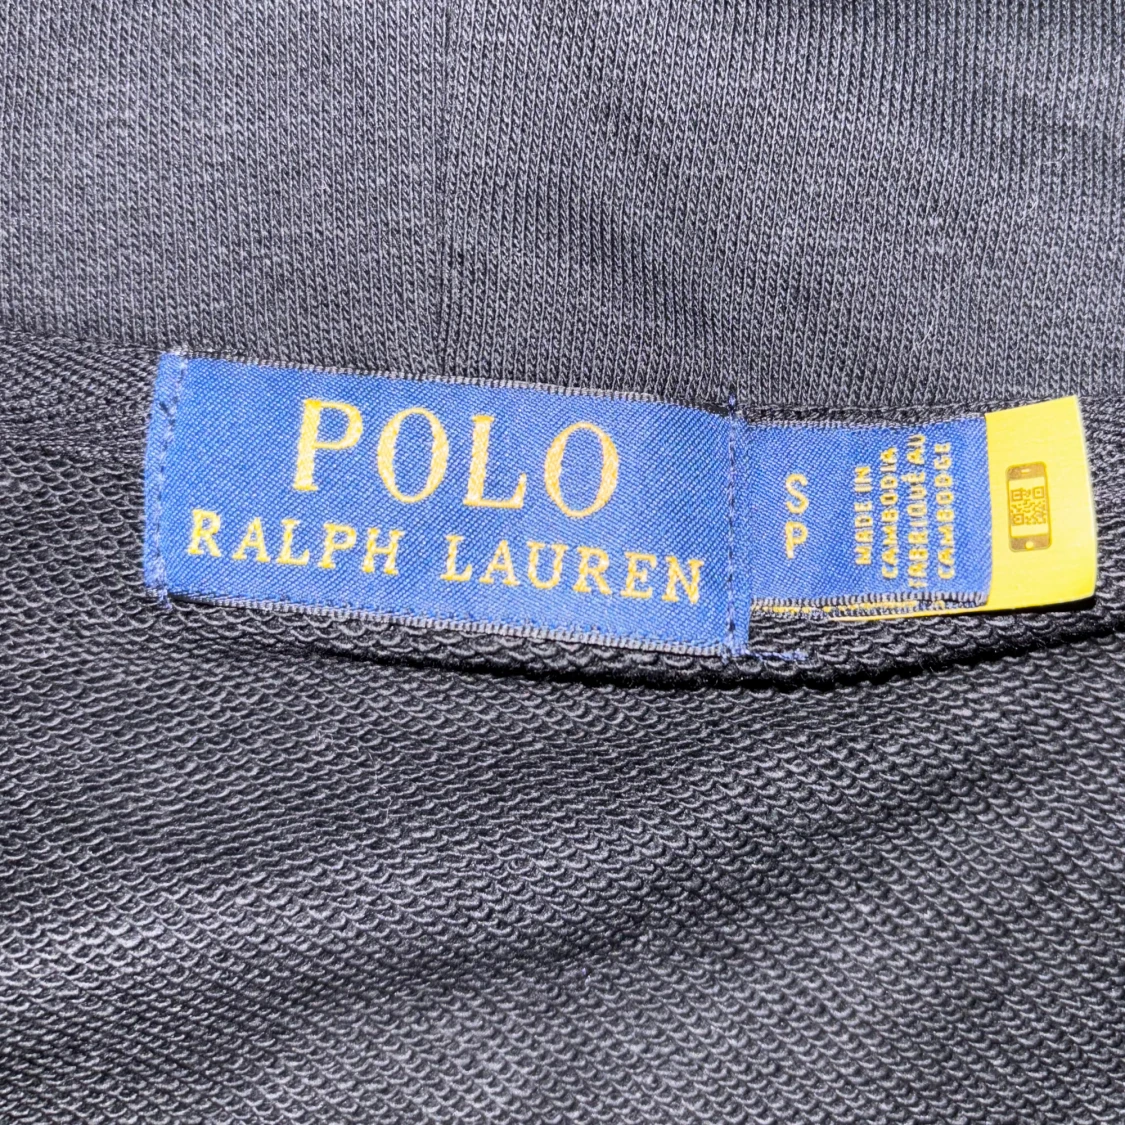 POLO
RALPH LAUREN
S
P
MADE IN
CAMBODIA
FABRIQUÉ AU
CAMBODGE